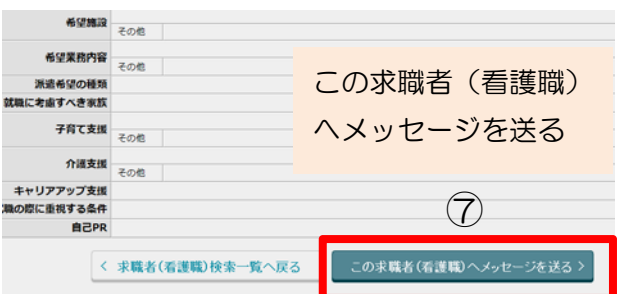 希望施設
その他
希望業務内容
その他
派遣希望の種類
就職に考慮すべき家族
子育て支援
その他
介護支援
その他
キャリアアップ支援
職の際に重視する条件
自己PR
この求職者（看護職）
へメッセージを送る
⑦
< 求職者(看護職)検索一覧へ戻る
この求職者(看護職)へメッセージを送る >